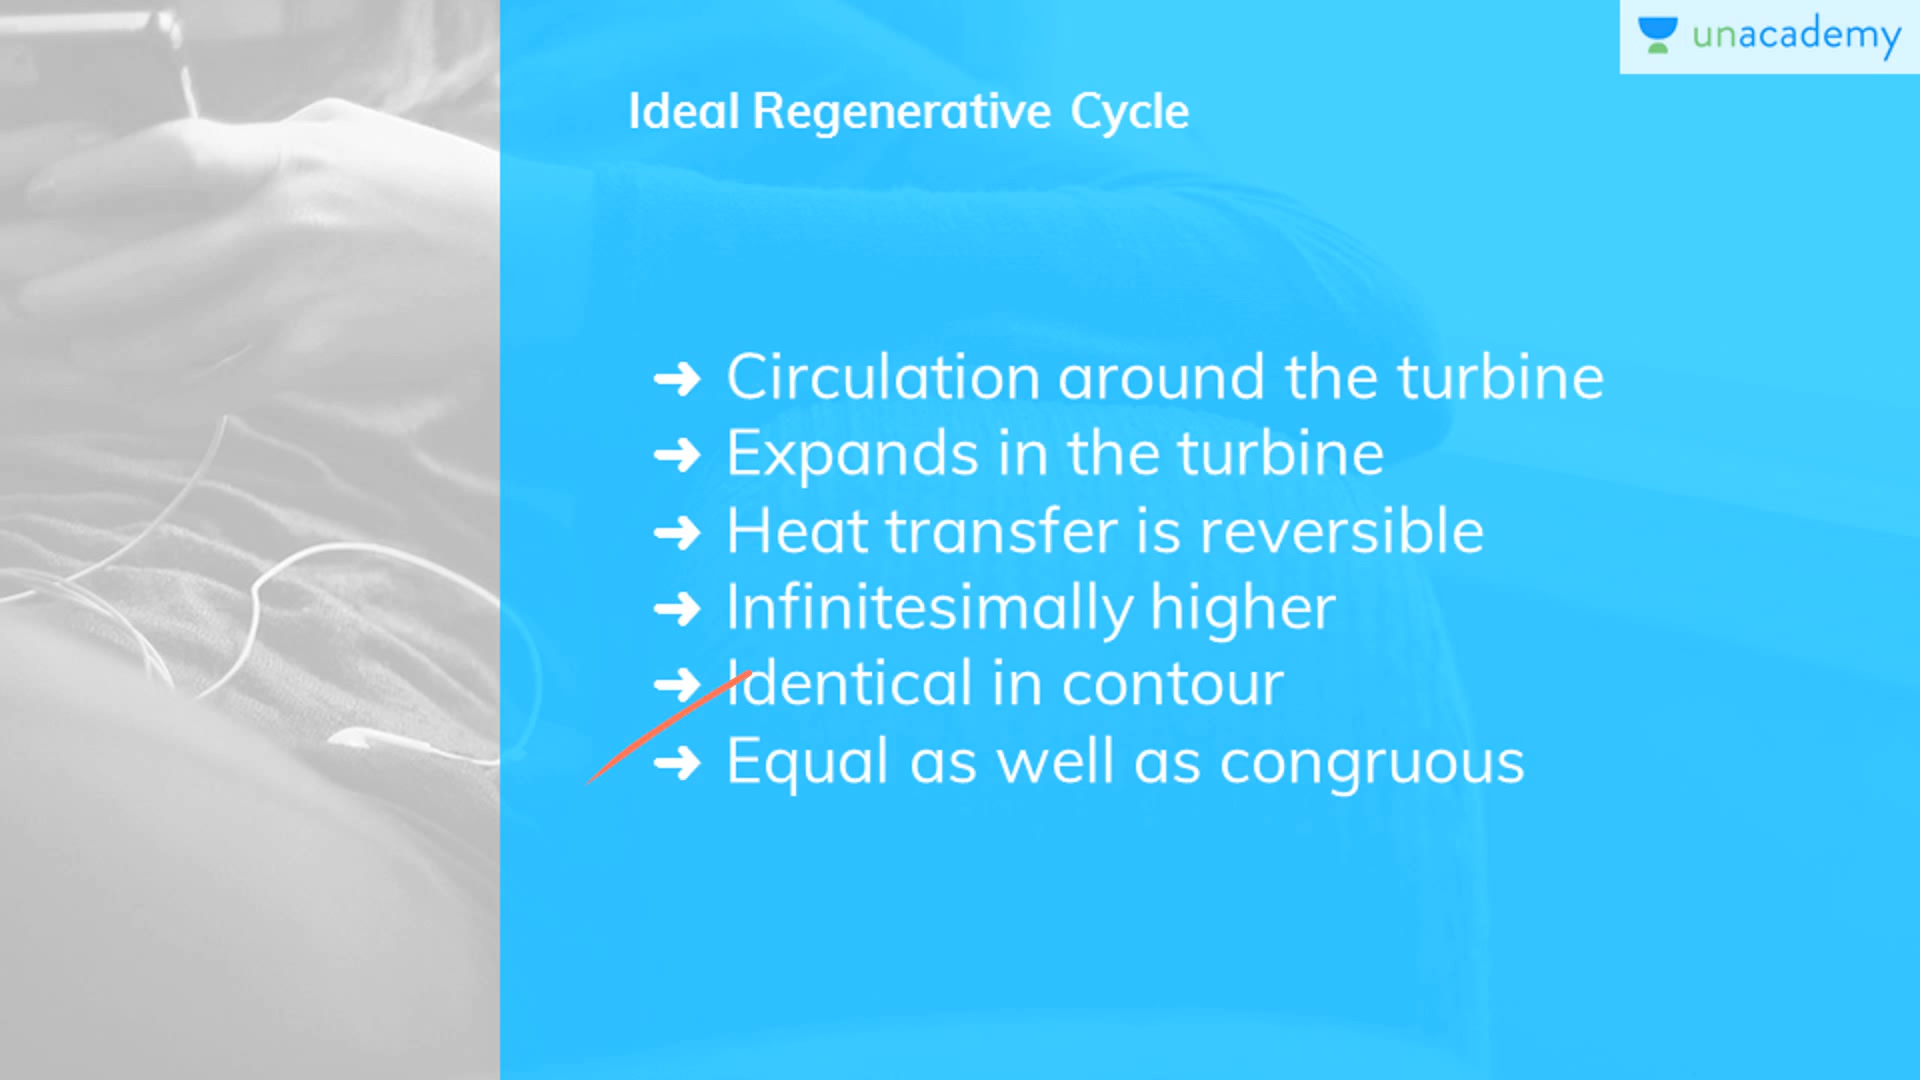 unacademy
Ideal Regenerative Cycle
➜ Circulation around the turbine
➜ Expands in the turbine
➜ Heat transfer is reversible
➜ Infinitesimally higher
➜ Identical in contour
➜ Equal as well as congruous